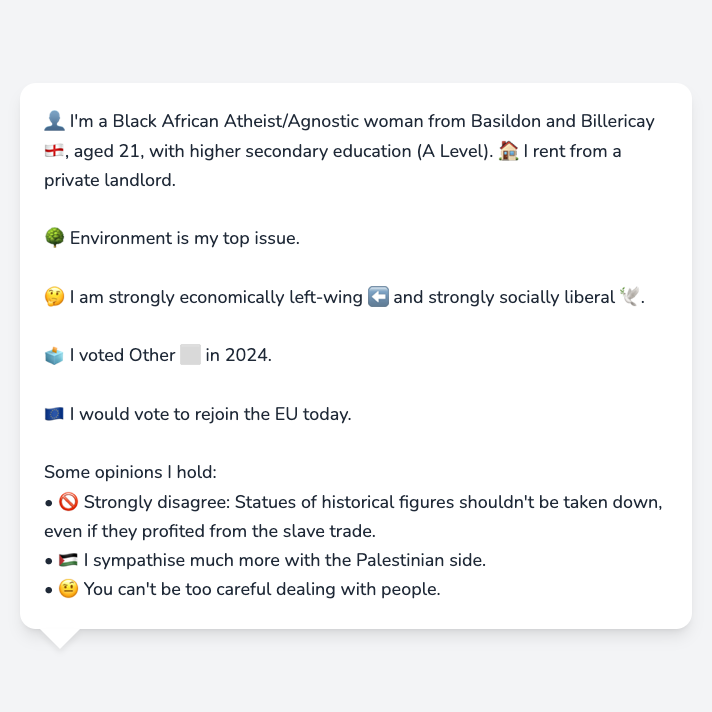 👤 I'm a Black African Atheist/Agnostic woman from Basildon and Billericay
🏴󠁧󠁢󠁥󠁮󠁧󠁿, aged 21, with higher secondary education (A Level). 🏠 I rent from a
private landlord.
🌳 Environment is my top issue.
🤔 I am strongly economically left-wing ⬅️ and strongly socially liberal 🕊️.
🗳️ I voted Other ⬜ in 2024.
🇪🇺 I would vote to rejoin the EU today.
Some opinions I hold:
• 🚫 Strongly disagree: Statues of historical figures shouldn't be taken down,
even if they profited from the slave trade.
• 🇵🇸 I sympathise much more with the Palestinian side.
• 🤨 You can't be too careful dealing with people.